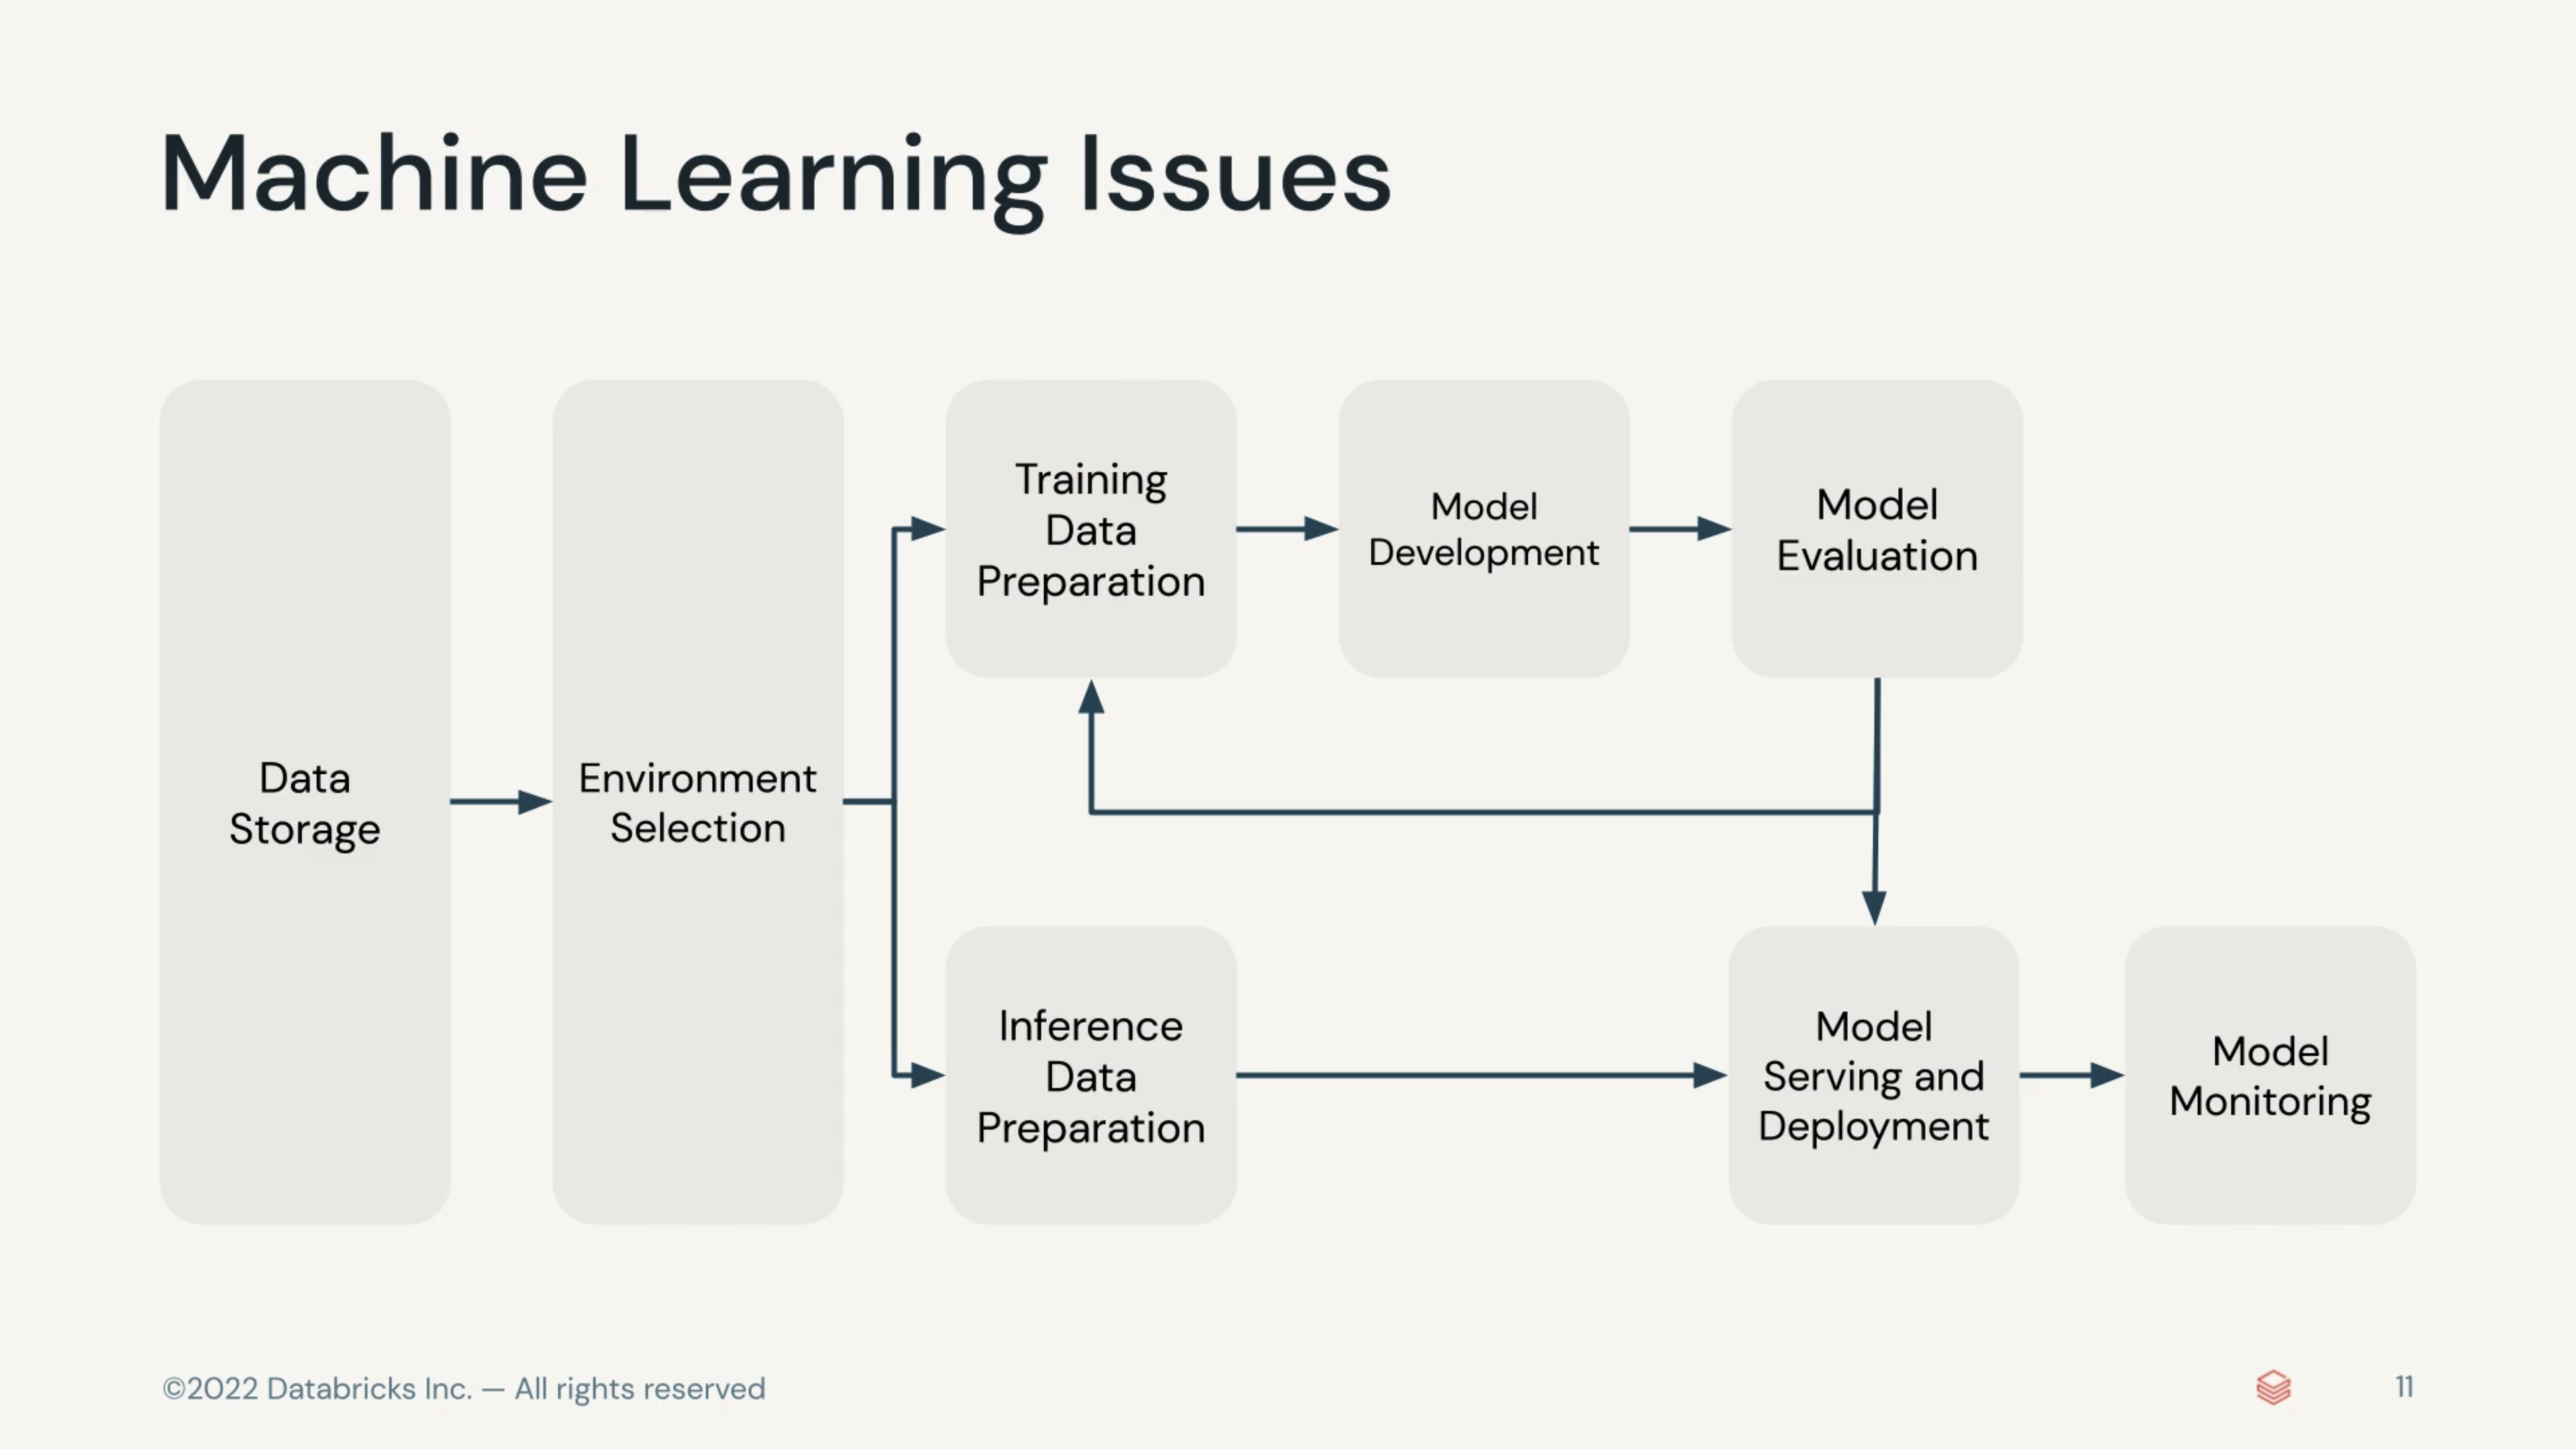 Machine Learning Issues
Data
Storage
Environment
Selection
Training
Data
Preparation
Model
Development
Model
Evaluation
Inference
Data
Preparation
Model
Serving and
Deployment
Model
Monitoring
©2022 Databricks Inc. — All rights reserved
11